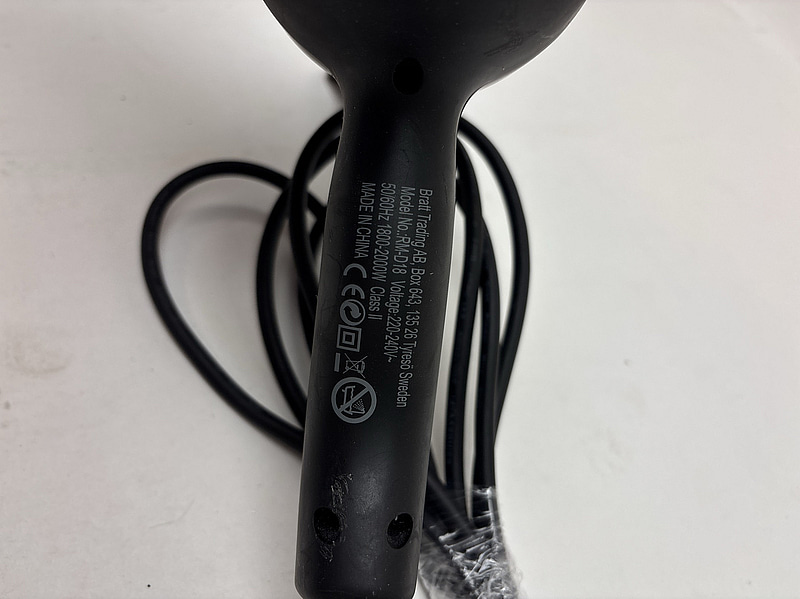 Bratt Trading AB, Box 643, 135 26 Tyresö Sweden
Model No.:RM-D18 Voltage:220-240V~
50/60Hz 1800-2000W Class II
MADE IN CHINA CE